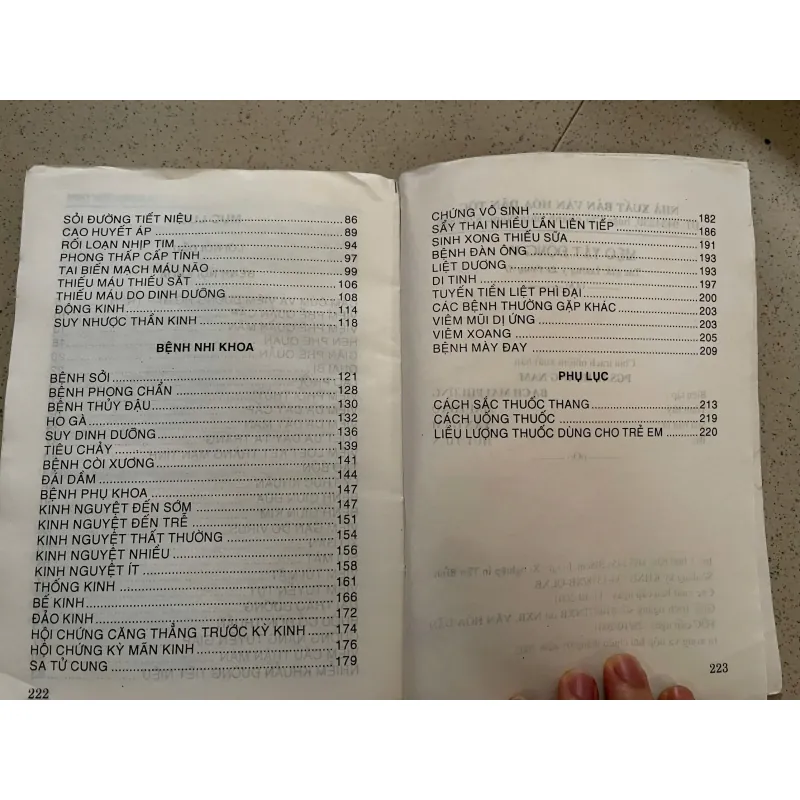 SỎI ĐƯỜNG TIẾT NIỆU ........ 86
CAO HUYẾT ÁP ........ 89
RỐI LOẠN NHỊP TIM ........ 94
PHONG THẤP CẤP TÍNH ........ 97
TAI BIẾN MẠCH MÁU NÃO ........ 99
THIẾU MÁU THIẾU SẮT ........ 106
THIẾU MÁU DO DINH DƯỠNG ........ 108
ĐỘNG KINH ........ 114
SUY NHƯỢC THẦN KINH ........ 118
BỆNH NHI KHOA
BỆNH SỞI ........ 121
BỆNH PHONG CHẨN ........ 128
BỆNH THỦY ĐẬU ........ 130
HO GÀ ........ 132
SUY DINH DƯỠNG ........ 136
TIÊU CHẢY ........ 139
BỆNH CÒI XƯƠNG ........ 141
ĐÁI DẦM ........ 144
BỆNH PHỤ KHOA ........ 147
KINH NGUYỆT ĐẾN SỚM ........ 147
KINH NGUYỆT ĐẾN TRỄ ........ 151
KINH NGUYỆT THẤT THƯỜNG ........ 154
KINH NGUYỆT NHIỀU ........ 156
KINH NGUYỆT ÍT ........ 158
THỐNG KINH ........ 161
BẾ KINH ........ 166
ĐẢO KINH ........ 172
HỘI CHỨNG CĂNG THẲNG TRƯỚC KỲ KINH ........ 174
HỘI CHỨNG KỲ MÃN KINH ........ 176
SA TỬ CUNG ........ 179
222
CHỨNG VÔ SINH ........ 182
SẨY THAI NHIỀU LẦN LIÊN TIẾP ........ 186
SINH XONG THIẾU SỮA ........ 191
BỆNH ĐÀN ÔNG ........ 193
LIỆT DƯƠNG ........ 193
DI TINH ........ 197
TUYẾN TIỀN LIỆT PHÌ ĐẠI ........ 200
CÁC BỆNH THƯỜNG GẶP KHÁC ........ 203
VIÊM MŨI DỊ ỨNG ........ 203
VIÊM XOANG ........ 205
BỆNH MÀY ĐAY ........ 209
PHỤ LỤC
CÁCH SẮC THUỐC THANG ........ 213
CÁCH UỐNG THUỐC ........ 219
LIỀU LƯỢNG THUỐC DÙNG CHO TRẺ EM ........ 220
223